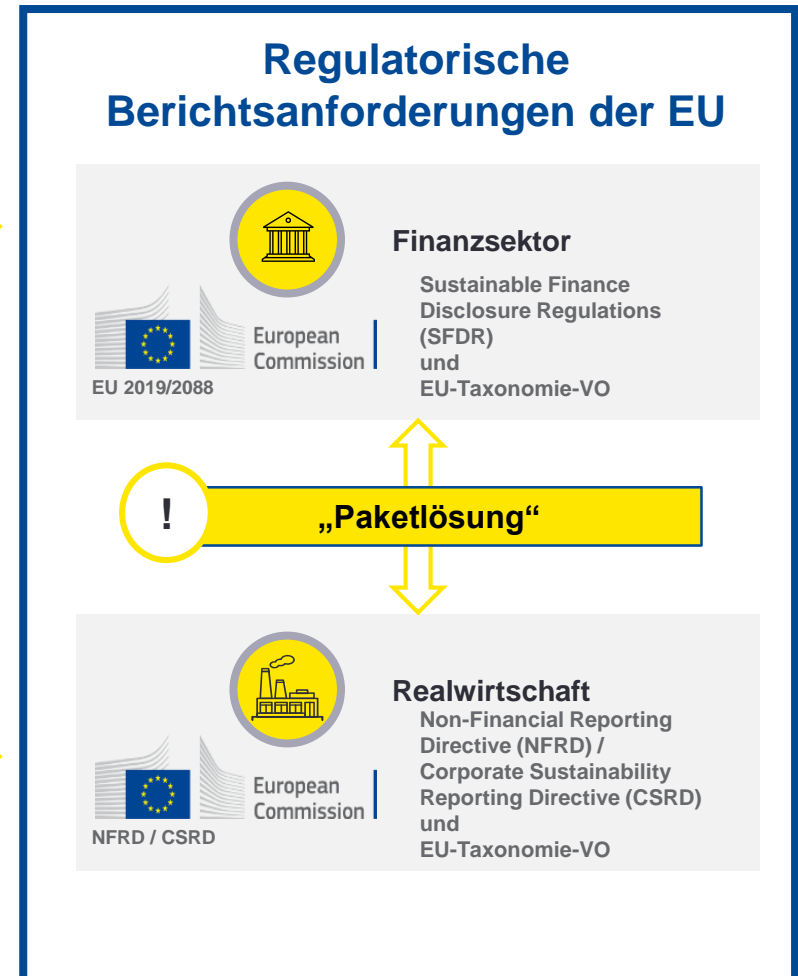 Regulatorische
Berichtsanforderungen der EU
Finanzsektor
Sustainable Finance
Disclosure Regulations
(SFDR)
und
EU-Taxonomie-VO
European
Commission
EU 2019/2088
!
„Paketlösung“
Realwirtschaft
Non-Financial Reporting
Directive (NFRD) /
Corporate Sustainability
Reporting Directive (CSRD)
und
EU-Taxonomie-VO
European
Commission
NFRD / CSRD